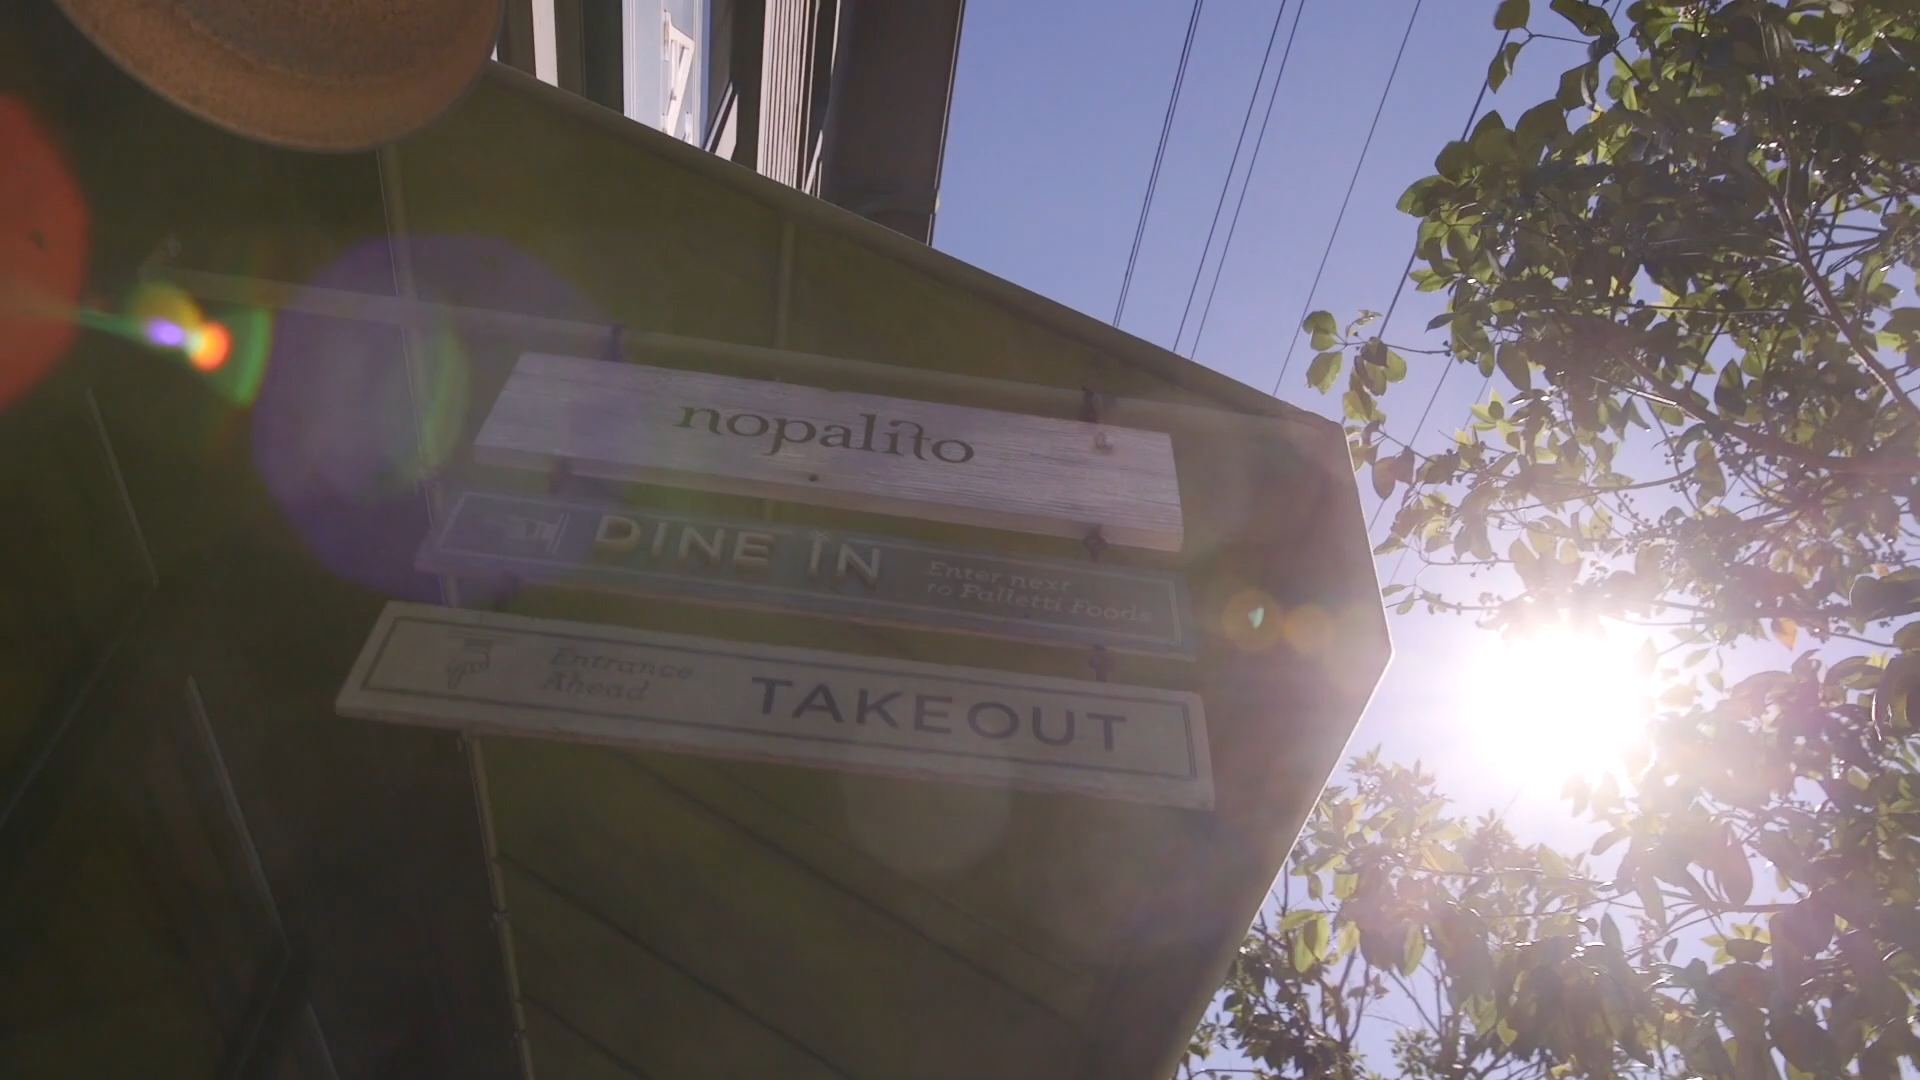 nopalito
DINE IN
Enter next
to Falletti Foods
Entrance
Ahead
TAKEOUT